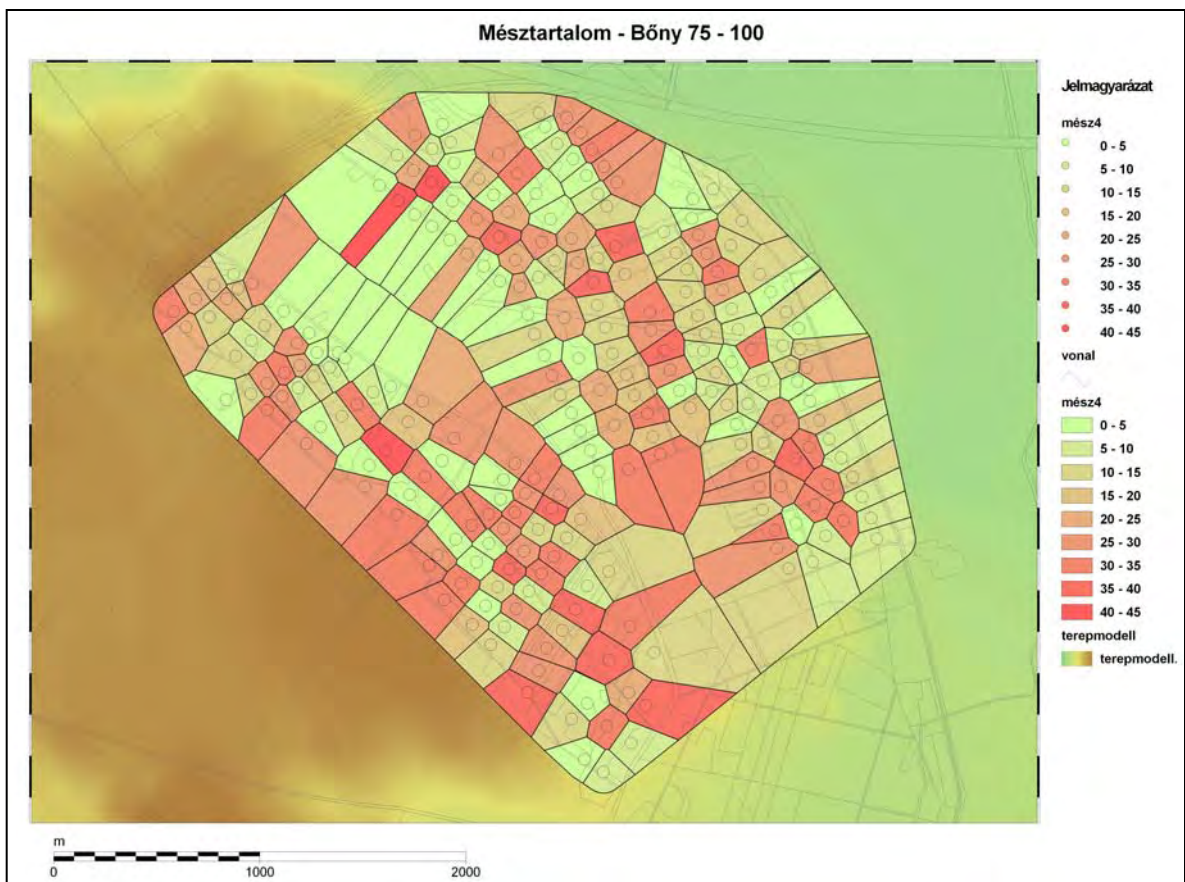 Mésztartalom - Bőny 75 - 100
Jelmagyarázat
mész4
0 - 5
5 - 10
10 - 15
15 - 20
20 - 25
25 - 30
30 - 35
35 - 40
40 - 45
vonal
mész4
0 - 5
5 - 10
10 - 15
15 - 20
20 - 25
25 - 30
30 - 35
35 - 40
40 - 45
terepmodell
terepmodell.
m
0 1000 2000